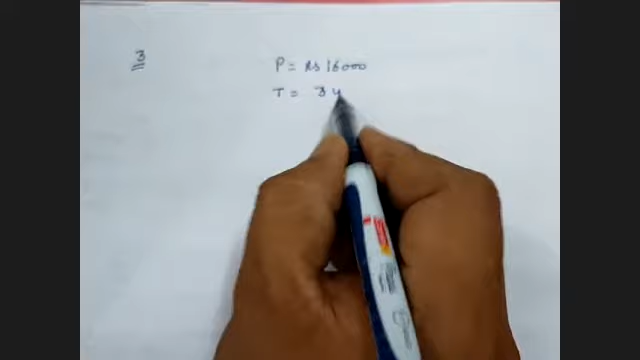 3
P = Rs 16000
T = 3 y